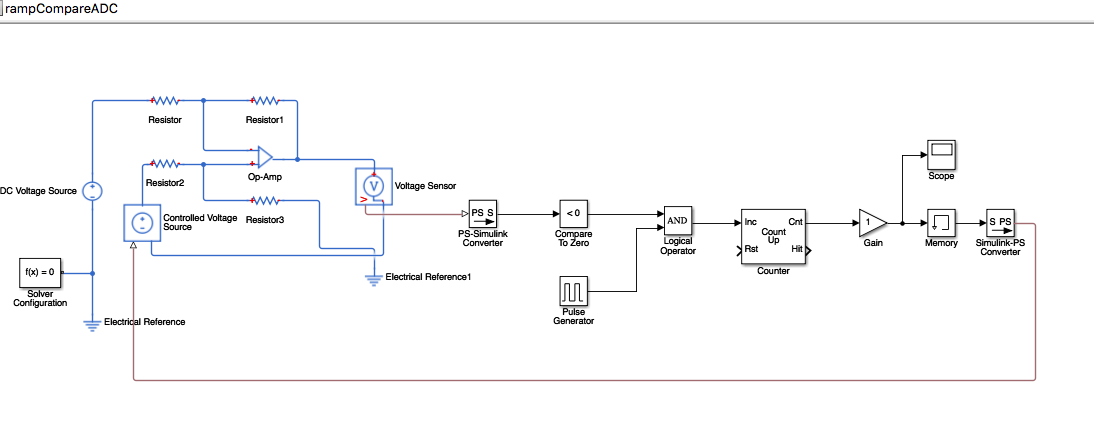 rampCompareADC
Resistor
Resistor1
Resistor2
Op-Amp
DC Voltage Source
Controlled Voltage
Source
Resistor3
Voltage Sensor
V
PS S
PS-Simulink
Converter
<0
Compare
To Zero
AND
Logical
Operator
Inc
Cnt
Count
Up
Rst
Hit
Counter
1
Gain
Scope
Memory
S PS
Simulink-PS
Converter
f(x) = 0
Solver
Configuration
Electrical Reference1
Pulse
Generator
Electrical Reference